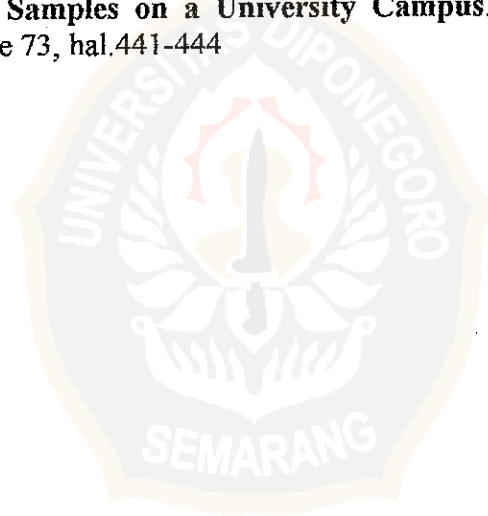 Samples on a University Campus.
e 73, hal.441-444
UNIVERSITAS DIPONEGORO
SEMARANG